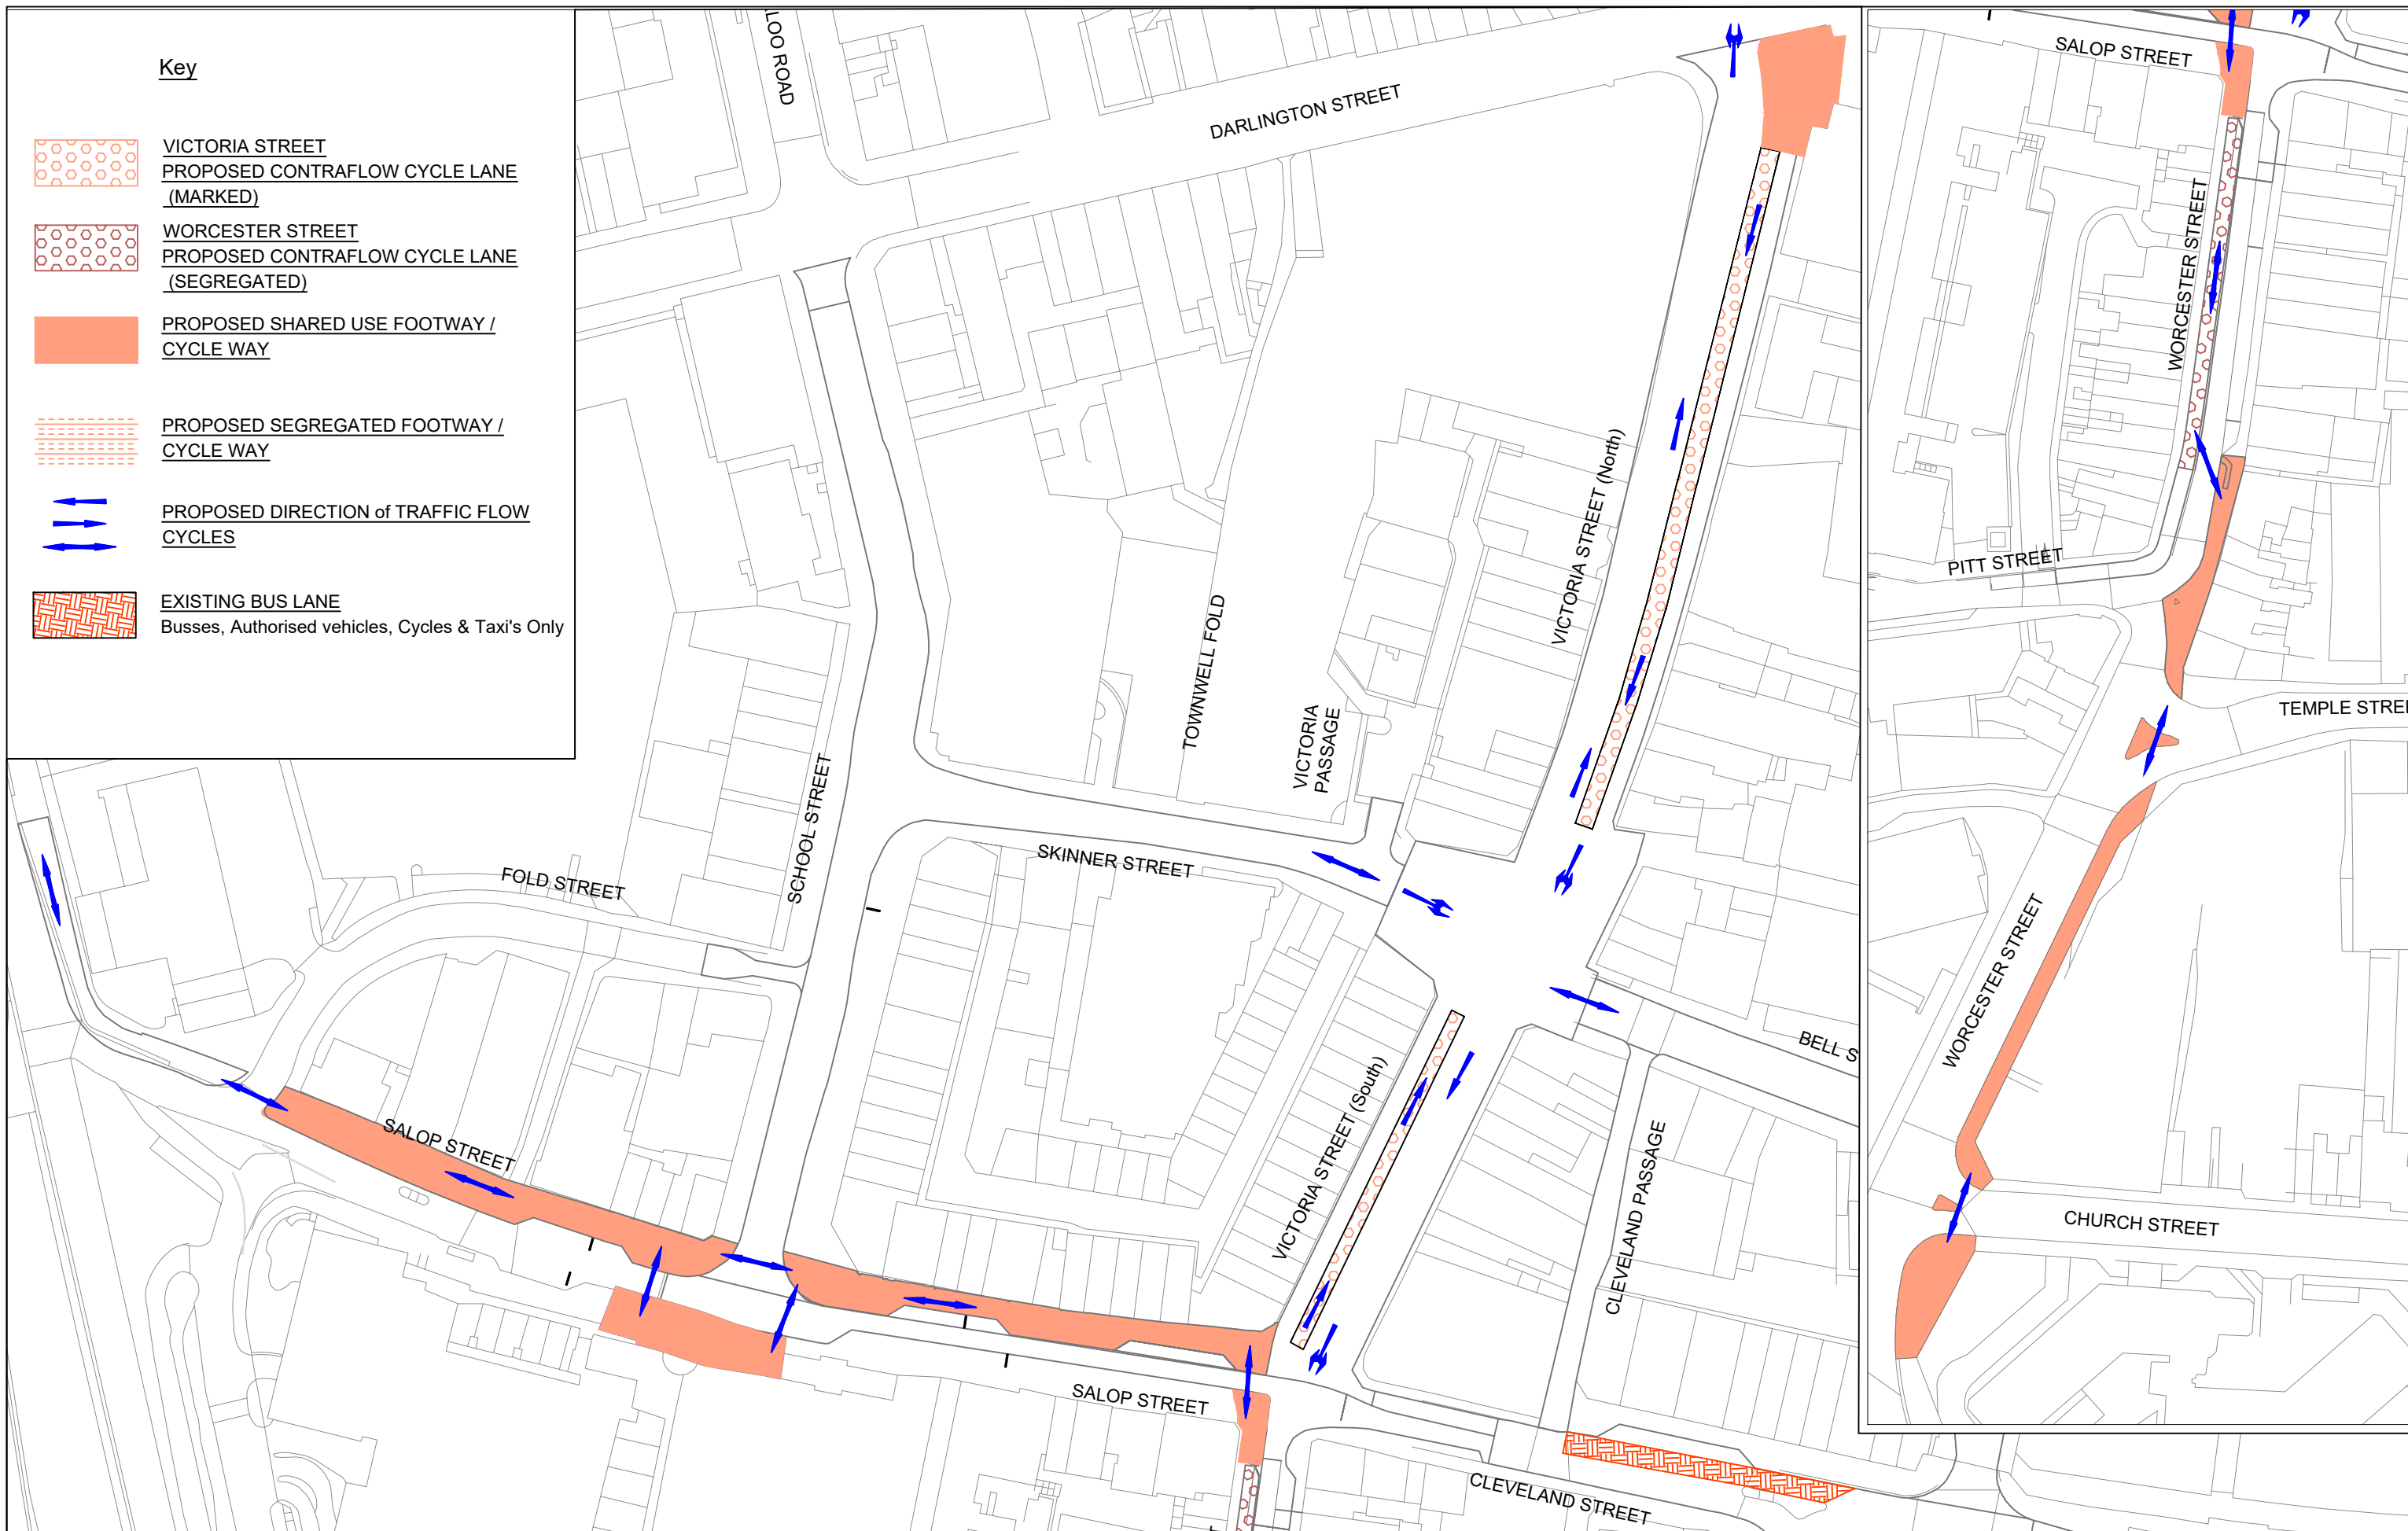 Key
VICTORIA STREET
PROPOSED CONTRAFLOW CYCLE LANE
(MARKED)
WORCESTER STREET
PROPOSED CONTRAFLOW CYCLE LANE
(SEGREGATED)
PROPOSED SHARED USE FOOTWAY /
CYCLE WAY
PROPOSED SEGREGATED FOOTWAY /
CYCLE WAY
PROPOSED DIRECTION of TRAFFIC FLOW
CYCLES
EXISTING BUS LANE
Busses, Authorised vehicles, Cycles & Taxi's Only
LOO ROAD
DARLINGTON STREET
VICTORIA STREET (North)
TOWNWELL FOLD
VICTORIA
PASSAGE
SCHOOL STREET
SKINNER STREET
FOLD STREET
BELL S
SALOP STREET
VICTORIA STREET (South)
CLEVELAND PASSAGE
SALOP STREET
CLEVELAND STREET
SALOP STREET
WORCESTER STREET
PITT STREET
TEMPLE STREE
WORCESTER STREET
CHURCH STREET